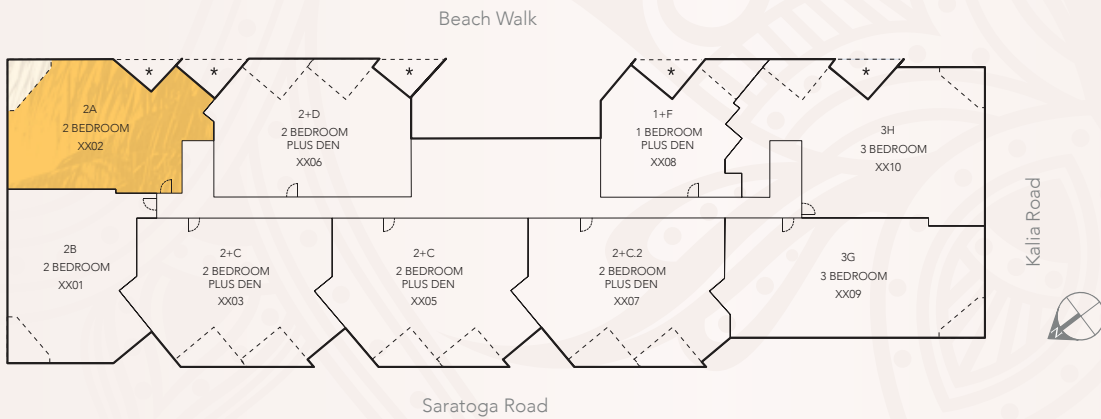 Beach Walk
*
*
*
*
*
2A
2 BEDROOM
XX02
2+D
2 BEDROOM
PLUS DEN
XX06
1+F
1 BEDROOM
PLUS DEN
XX08
3H
3 BEDROOM
XX10
Kalia Road
2B
2 BEDROOM
XX01
2+C
2 BEDROOM
PLUS DEN
XX03
2+C
2 BEDROOM
PLUS DEN
XX05
2+C.2
2 BEDROOM
PLUS DEN
XX07
3G
3 BEDROOM
XX09
N
Saratoga Road